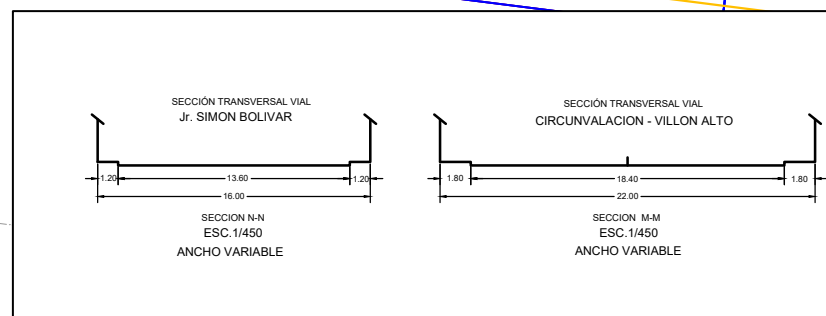 SECCIÓN TRANSVERSAL VIAL
Jr. SIMON BOLIVAR
1.20
13.60
1.20
16.00
SECCION N-N
ESC.1/450
ANCHO VARIABLE
SECCIÓN TRANSVERSAL VIAL
CIRCUNVALACION - VILLON ALTO
1.80
18.40
1.80
22.00
SECCION M-M
ESC.1/450
ANCHO VARIABLE